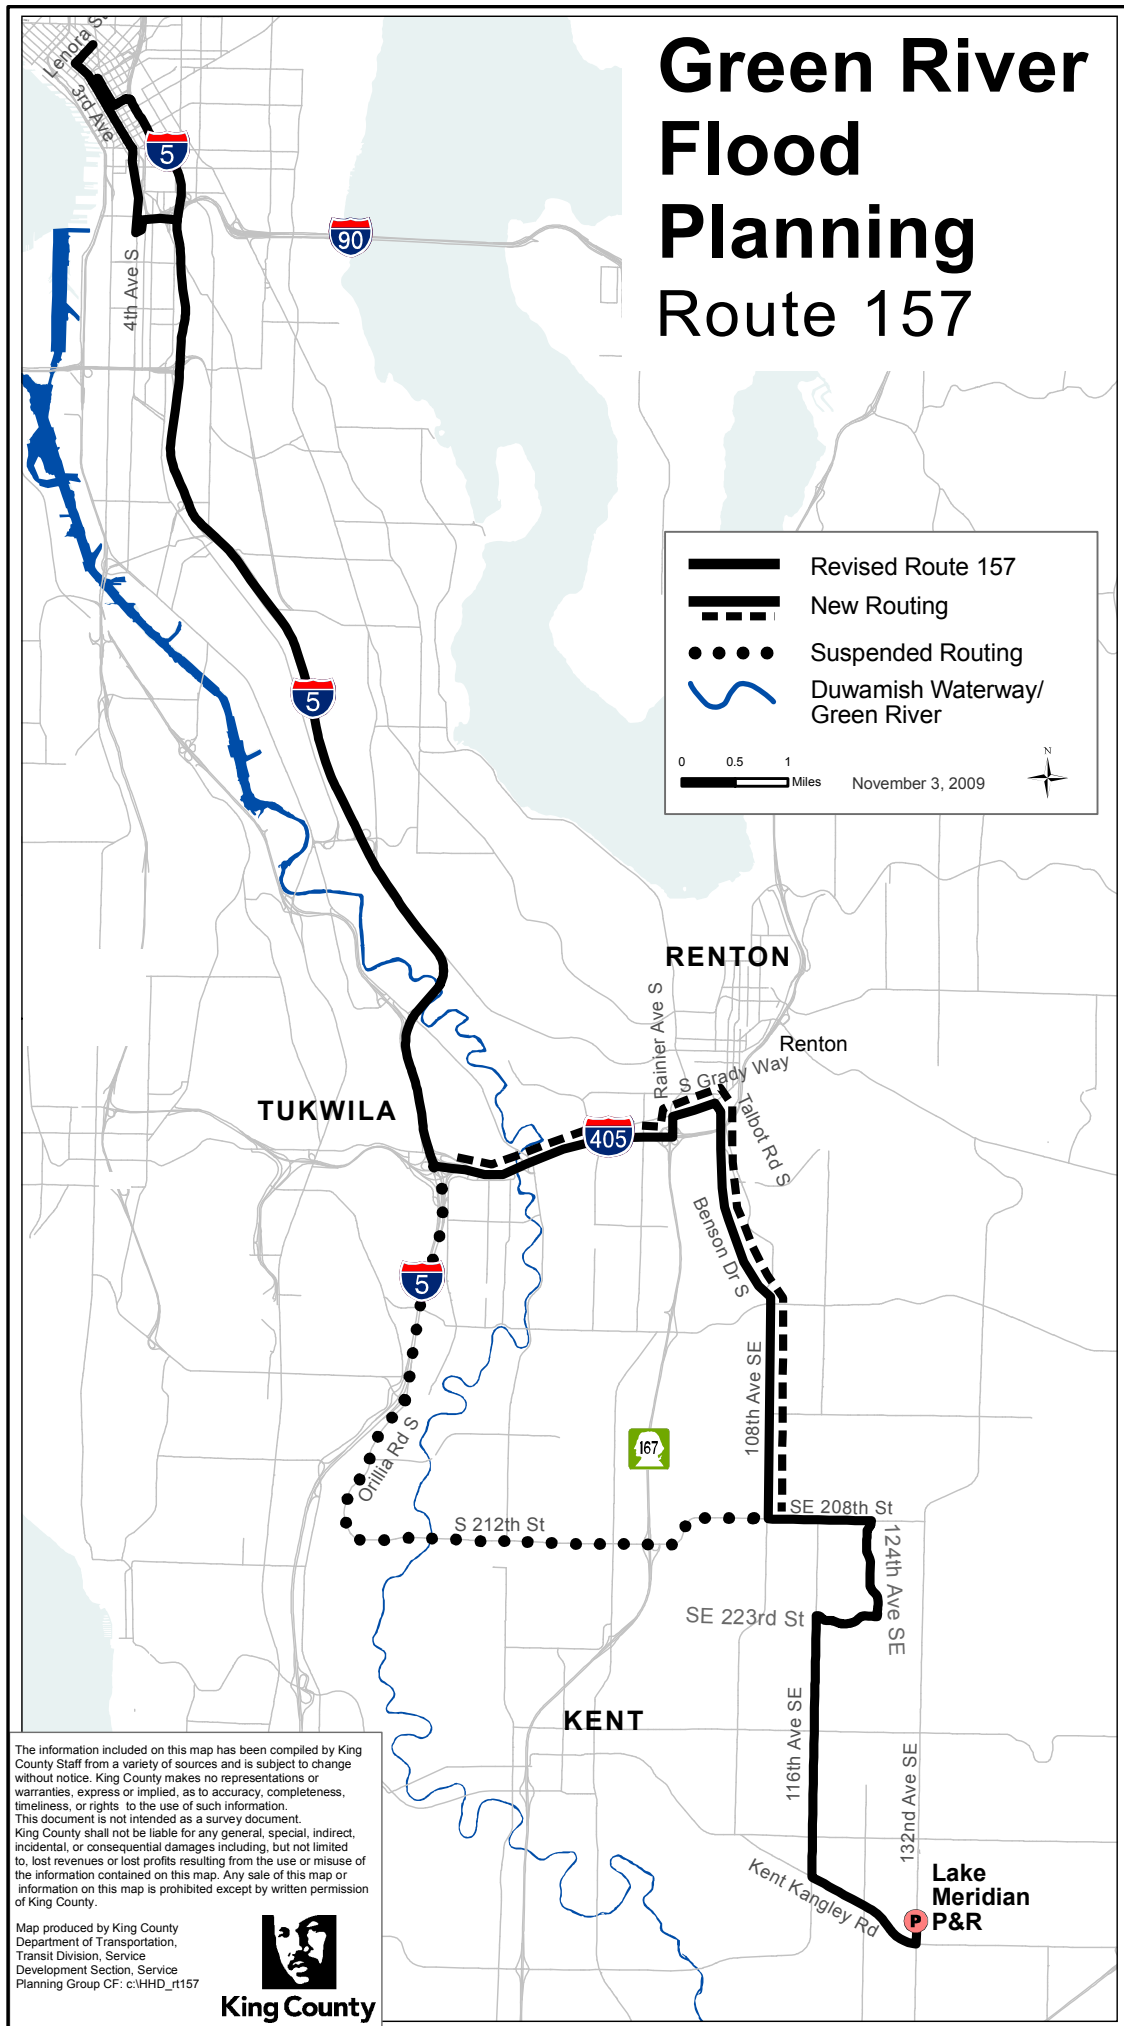 Green River
Flood
Planning
Route 157
Lenora S
3rd Ave
5
90
4th Ave S
Revised Route 157
New Routing
Suspended Routing
Duwamish Waterway/
Green River
0 0.5 1
Miles
November 3, 2009
N
5
RENTON
Rainier Ave S
Renton
S Grady Way
TUKWILA
405
Talbot Rd S
Benson Dr S
5
108th Ave SE
Orillia Rd S
167
S 212th St
SE 208th St
124th Ave SE
SE 223rd St
KENT
116th Ave SE
132nd Ave SE
Kent Kangley Rd
Lake
Meridian
P&R
P
The information included on this map has been compiled by King
County Staff from a variety of sources and is subject to change
without notice. King County makes no representations or
warranties, express or implied, as to accuracy, completeness,
timeliness, or rights to the use of such information.
This document is not intended as a survey document.
King County shall not be liable for any general, special, indirect,
incidental, or consequential damages including, but not limited
to, lost revenues or lost profits resulting from the use or misuse of
the information contained on this map. Any sale of this map or
information on this map is prohibited except by written permission
of King County.
Map produced by King County
Department of Transportation,
Transit Division, Service
Development Section, Service
Planning Group CF: c:\HHD_rt157
King County